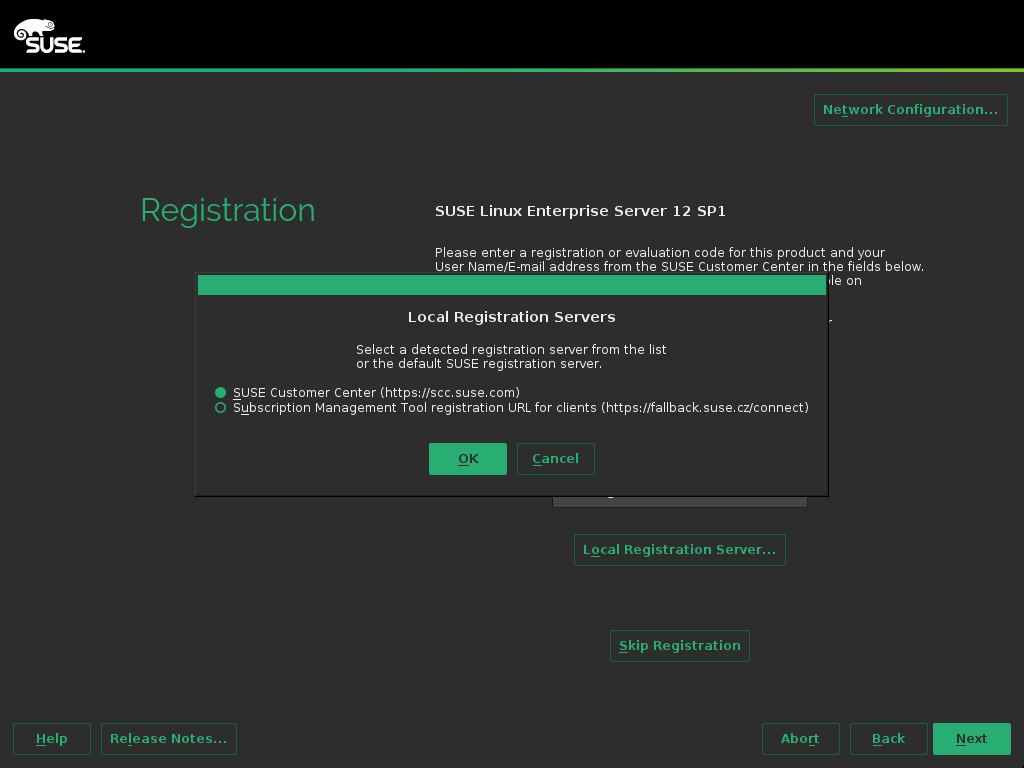 SUSE
Network Configuration...
Registration
SUSE Linux Enterprise Server 12 SP1
Please enter a registration or evaluation code for this product and your
User Name/E-mail address from the SUSE Customer Center in the fields below.
on
Local Registration Servers
Select a detected registration server from the list
or the default SUSE registration server.
SUSE Customer Center (https://scc.suse.com)
Subscription Management Tool registration URL for clients (https://fallback.suse.cz/connect)
OK
Cancel
Local Registration Server...
Skip Registration
Help
Release Notes...
Abort
Back
Next